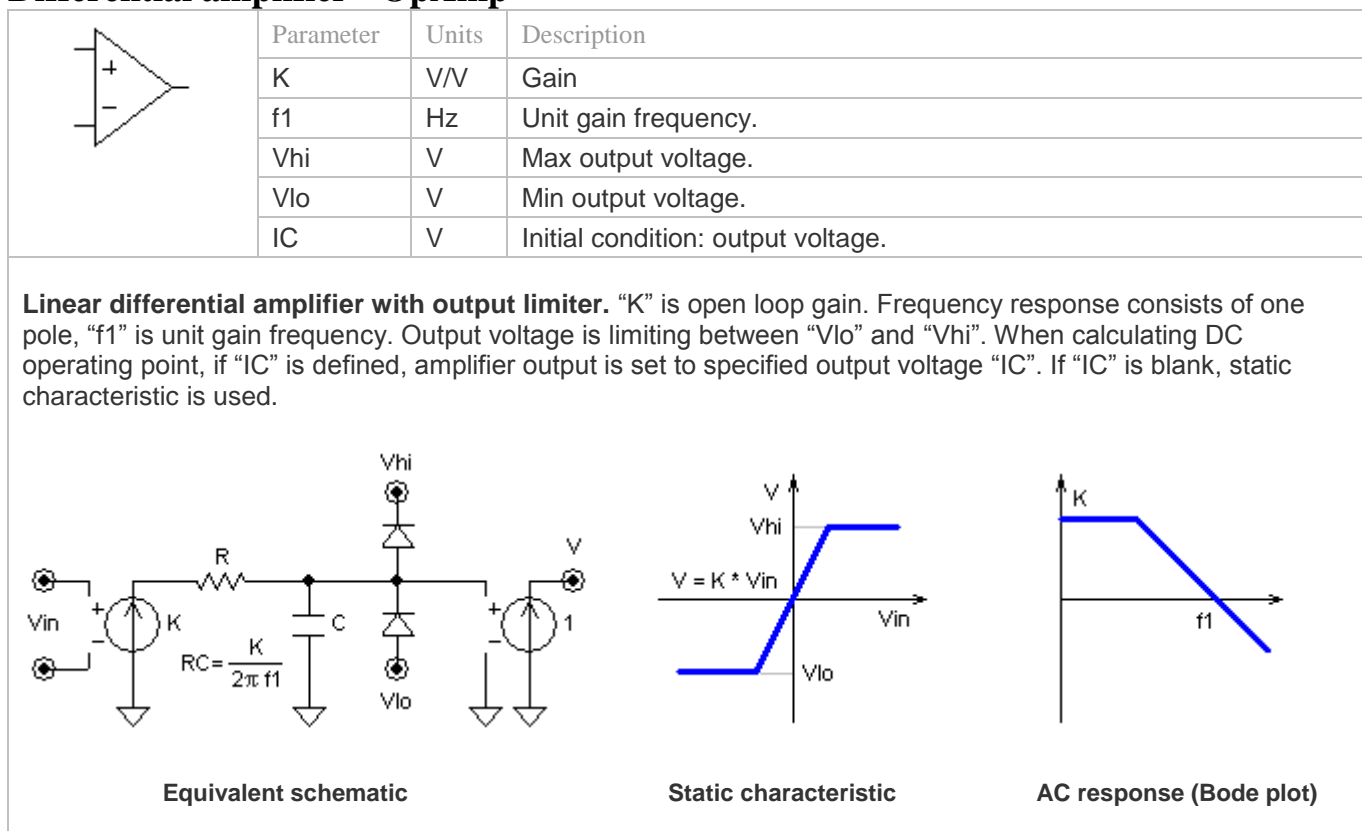 Differential amplifier - OpAmp
Parameter Units Description
+
−
K V/V Gain
f1 Hz Unit gain frequency.
Vhi V Max output voltage.
Vlo V Min output voltage.
IC V Initial condition: output voltage.
Linear differential amplifier with output limiter. “K” is open loop gain. Frequency response consists of one
pole, “f1” is unit gain frequency. Output voltage is limiting between “Vlo” and “Vhi”. When calculating DC
operating point, if “IC” is defined, amplifier output is set to specified output voltage “IC”. If “IC” is blank, static
characteristic is used.
Vhi
R
V
Vin
+
−
K
RC= K / 2π f1
C
Vlo
+
−
1
Equivalent schematic
V
Vhi
V = K * Vin
Vin
Vlo
Static characteristic
K
f1
AC response (Bode plot)